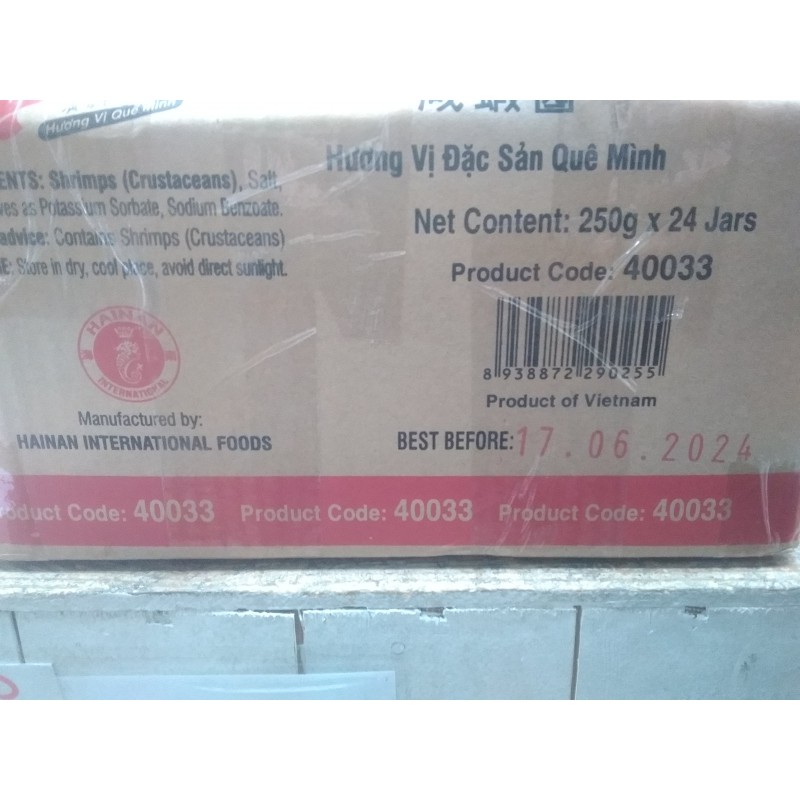 Hương Vị Quê Mình
ENTS: Shrimps (Crustaceans), Salt,
ves as Potassium Sorbate, Sodium Benzoate.
advice: Contains Shrimps (Crustaceans)
GE: Store in dry, cool place, avoid direct sunlight.
HAINAN
INTERNATIONAL
Manufactured by:
HAINAN INTERNATIONAL FOODS
Hương Vị Đặc Sản Quê Mình
Net Content: 250g x 24 Jars
Product Code: 40033
8 938872 290255
Product of Vietnam
BEST BEFORE: 17.06.2024
oduct Code: 40033 Product Code: 40033 Product Code: 40033